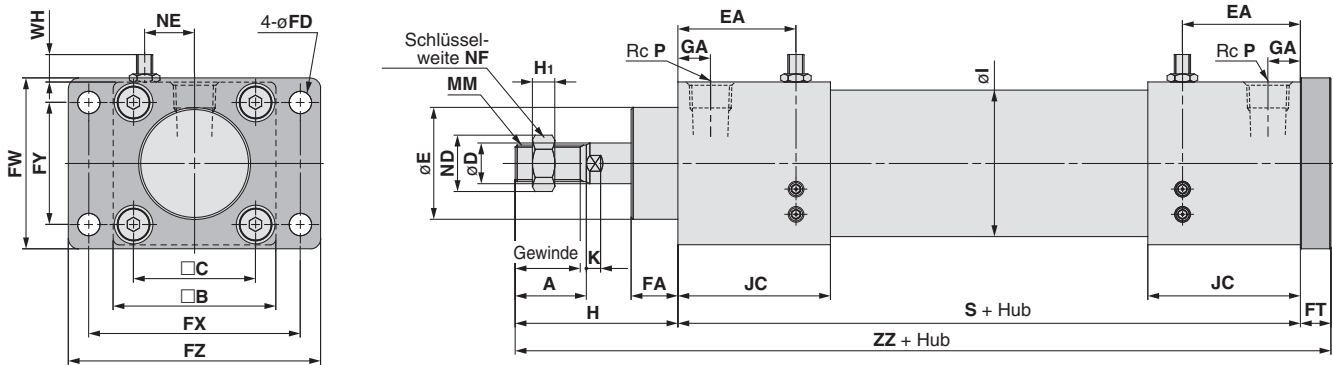 NE
4-øFD
WH
FW
FY
□C
□B
FX
FZ
Schlüssel-
weite NF
H1
MM
øE
ND
øD
Gewinde
K
A
FA
H
EA
GA
Rc P
øI
EA
GA
Rc P
JC
JC
S + Hub
FT
ZZ + Hub